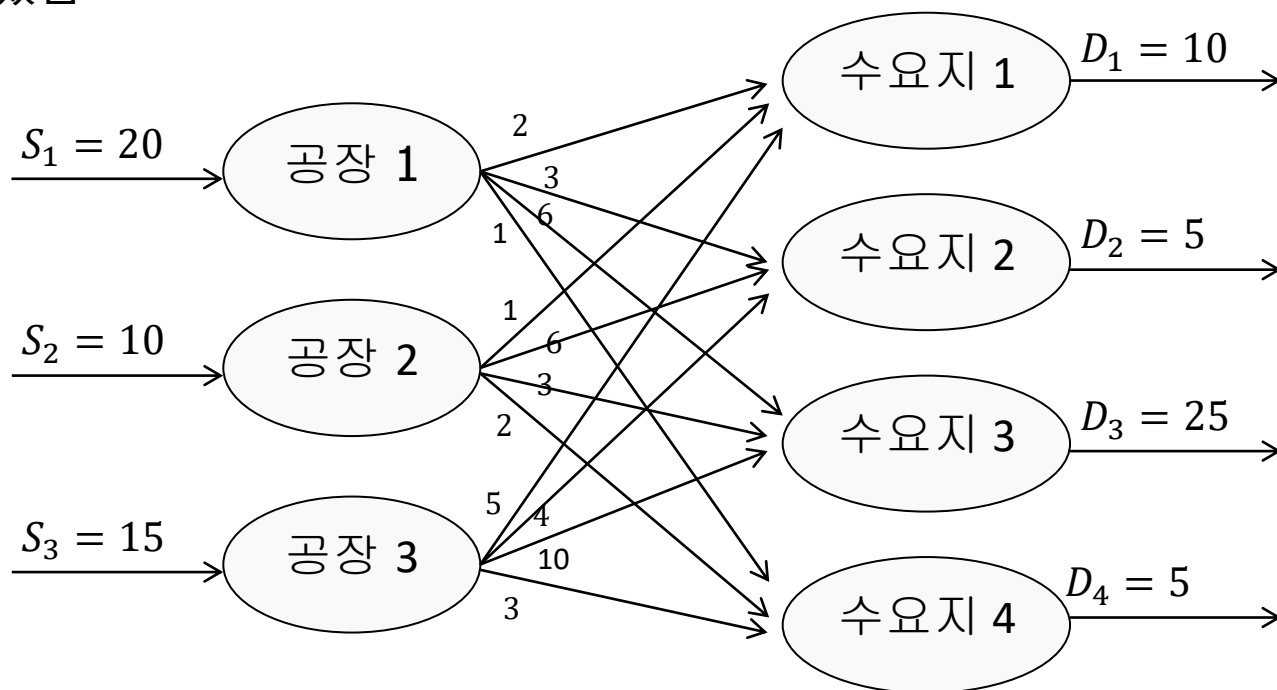 수요지 1
D₁ = 10
S₁ = 20
공장 1
2
3
6
1
수요지 2
D₂ = 5
S₂ = 10
공장 2
1
6
3
2
수요지 3
D₃ = 25
S₃ = 15
공장 3
5
4
10
3
수요지 4
D₄ = 5